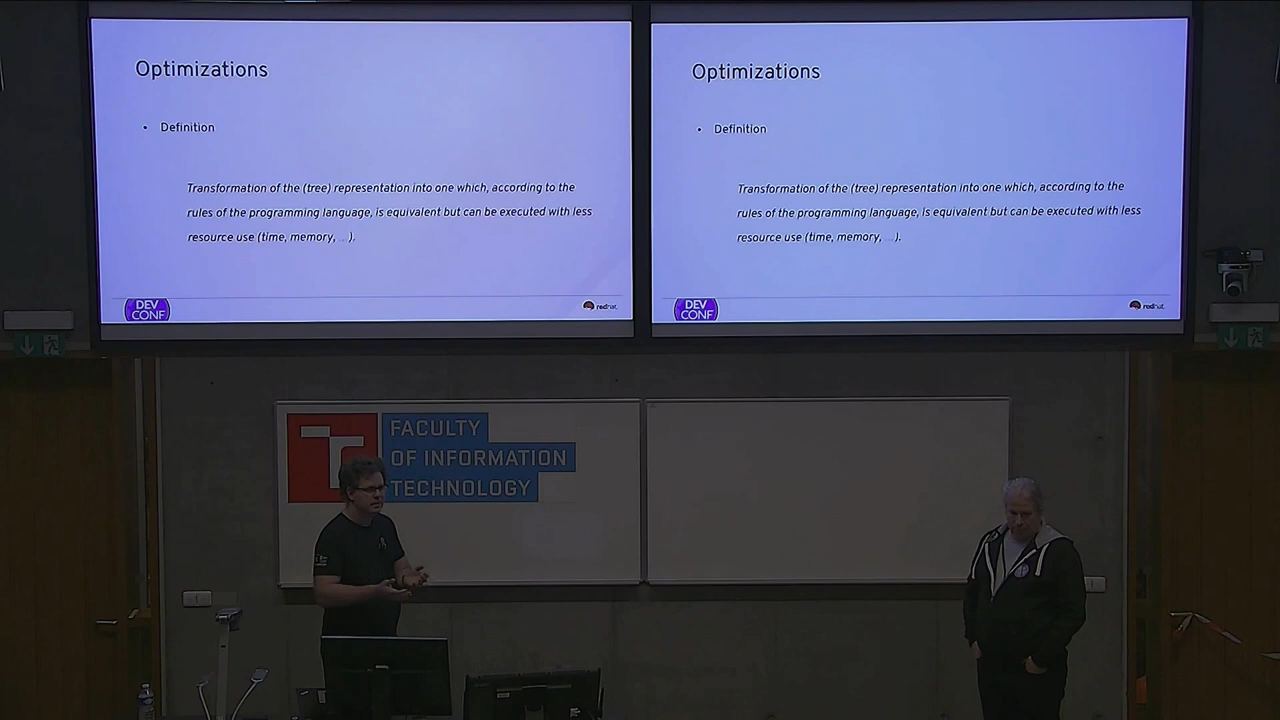 Optimizations
• Definition
Transformation of the (tree) representation into one which, according to the
rules of the programming language, is equivalent but can be executed with less
resource use (time, memory, ...).
DEV
CONF
redhat.
Optimizations
• Definition
Transformation of the (tree) representation into one which, according to the
rules of the programming language, is equivalent but can be executed with less
resource use (time, memory, ...).
DEV
CONF
redhat.
FACULTY
OF INFORMATION
TECHNOLOGY